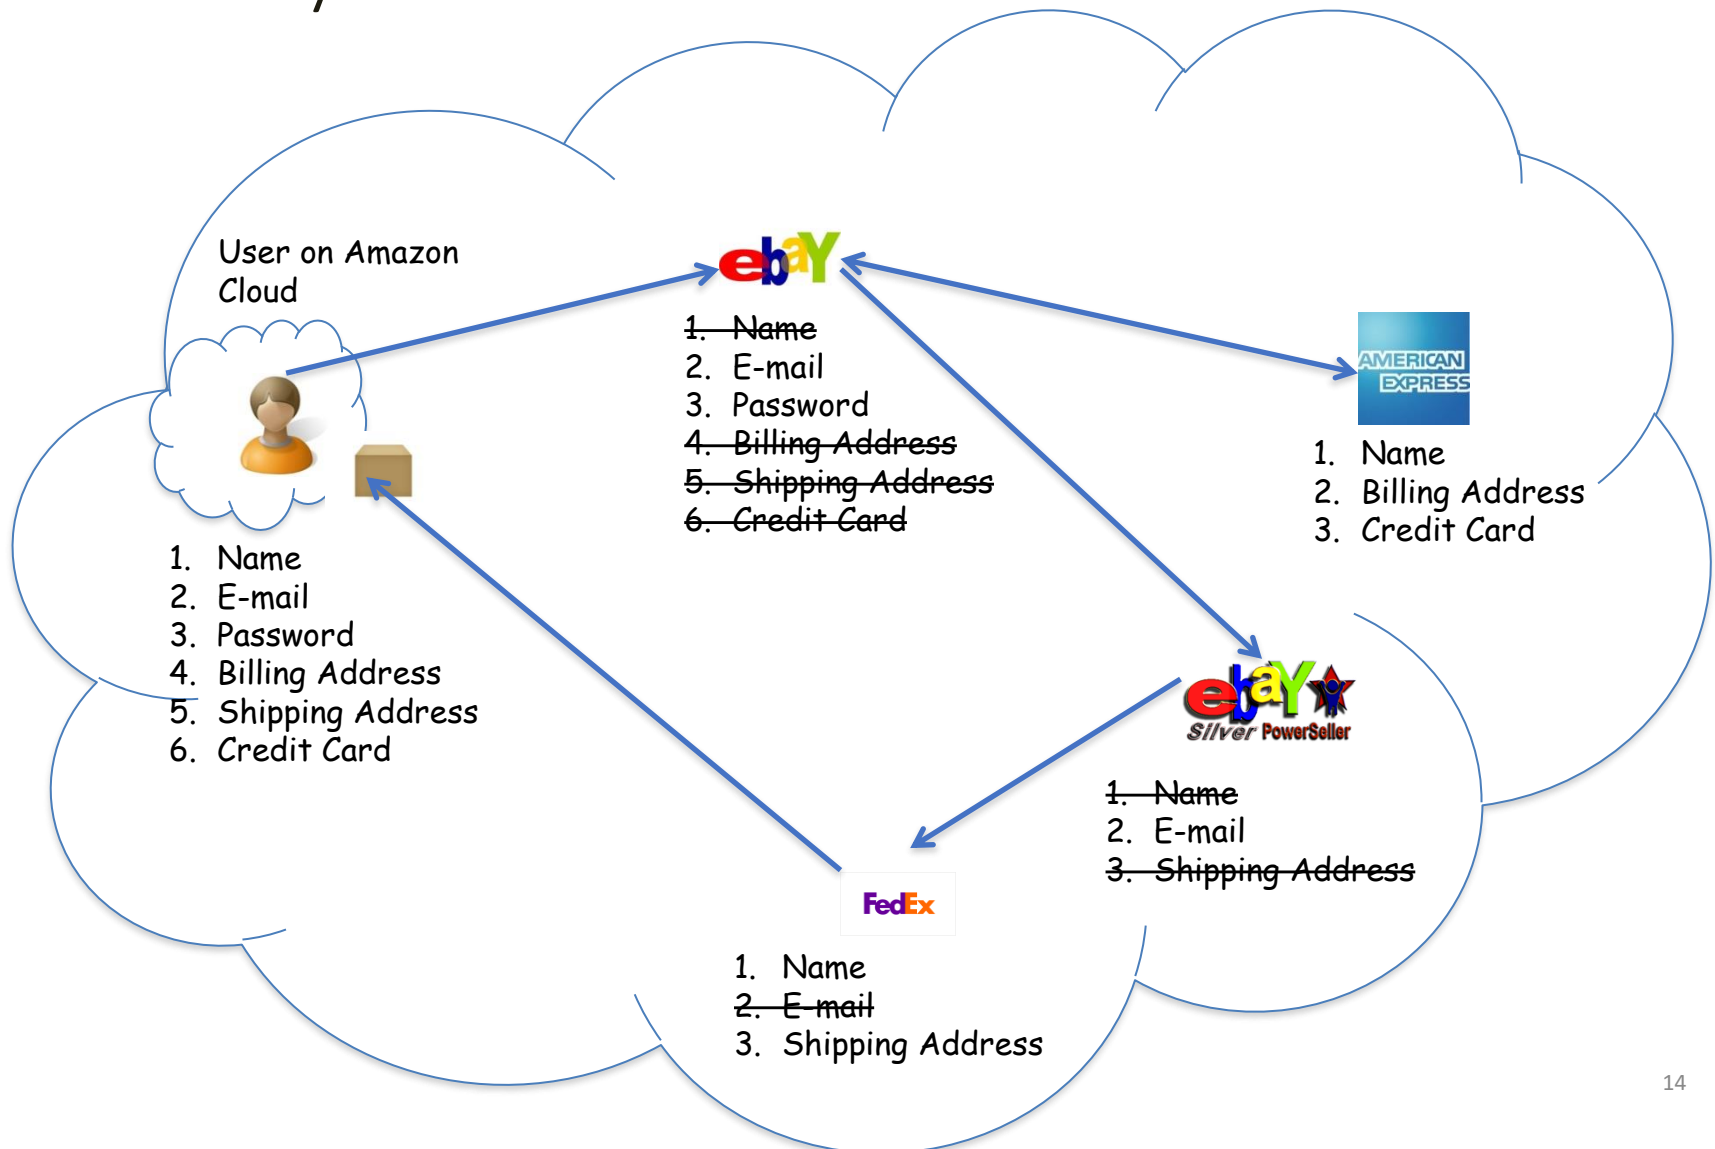 User on Amazon
Cloud
ebaY
1. Name
2. E-mail
3. Password
4. Billing Address
5. Shipping Address
6. Credit Card
AMERICAN
EXPRESS
1. Name
2. Billing Address
3. Credit Card
1. Name
2. E-mail
3. Password
4. Billing Address
5. Shipping Address
6. Credit Card
ebaY
Silver PowerSeller
1. Name
2. E-mail
3. Shipping Address
FedEx
1. Name
2. E-mail
3. Shipping Address
14